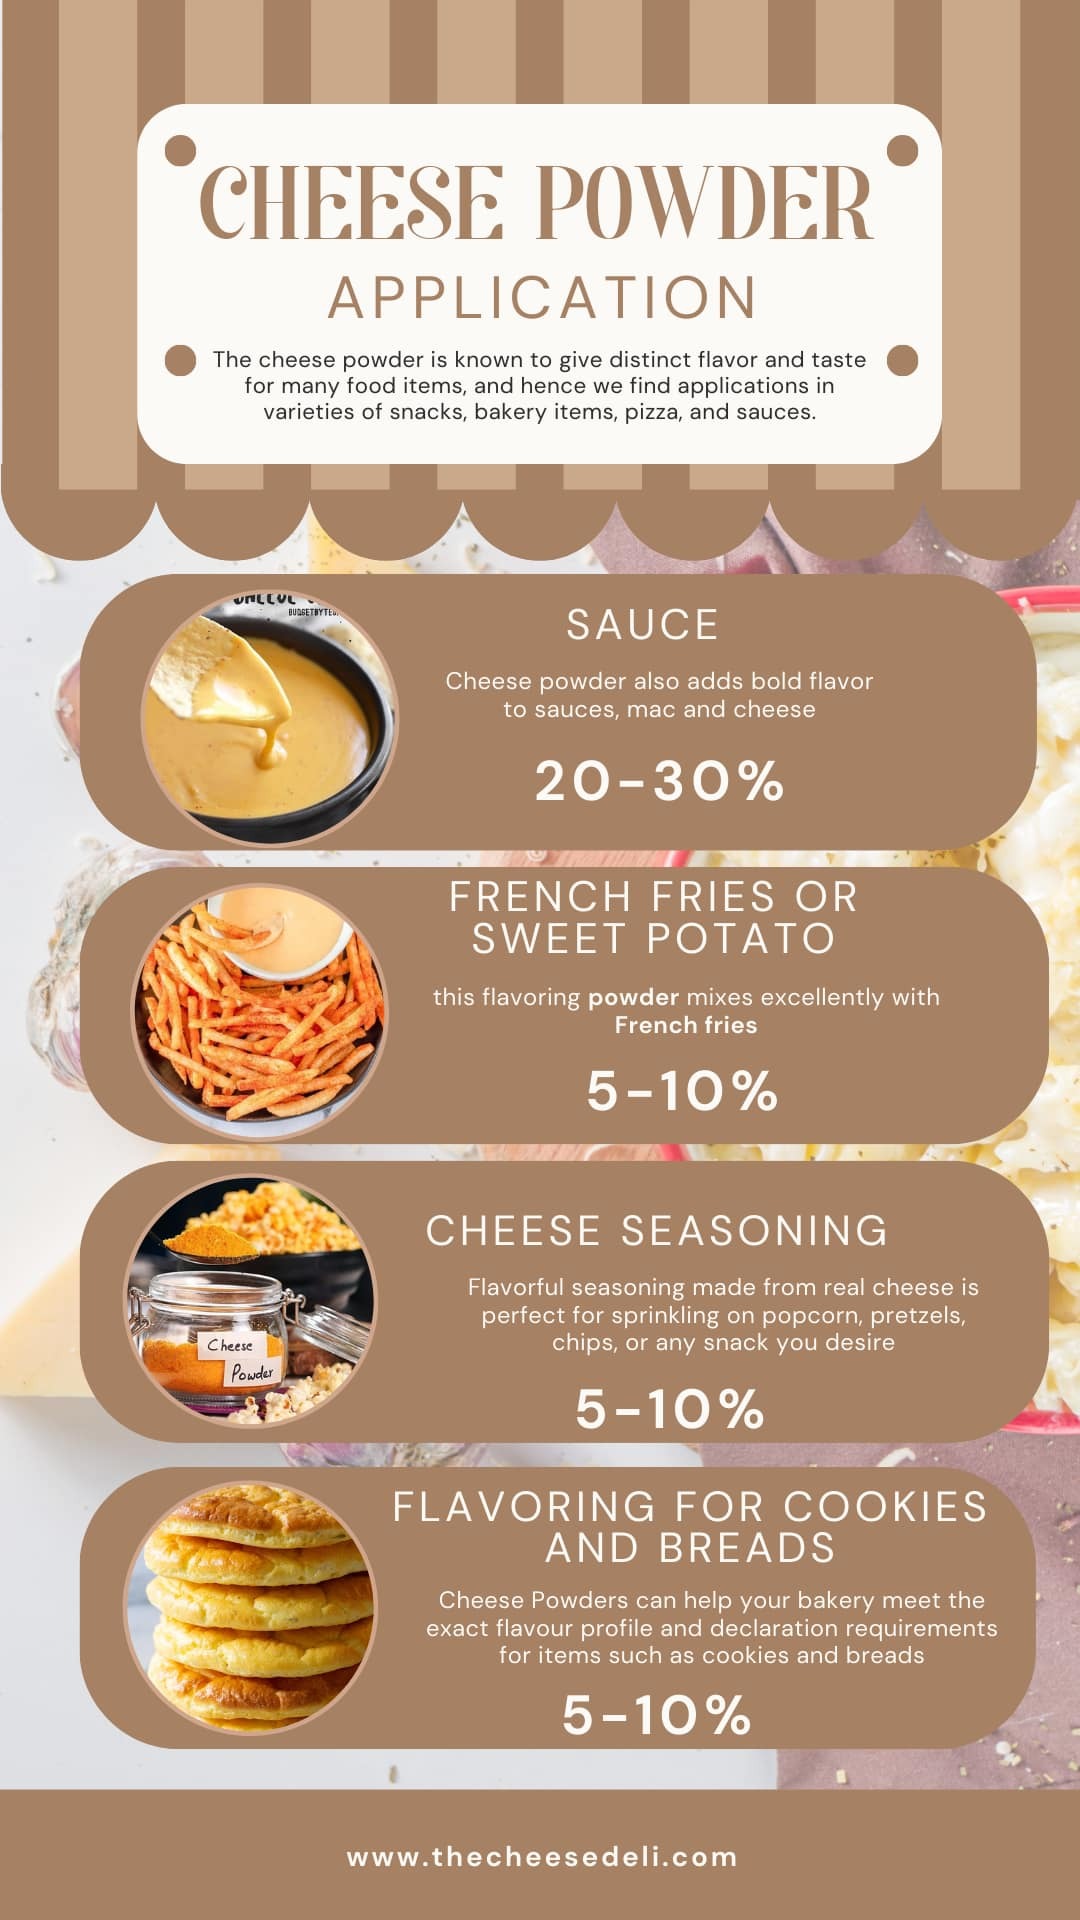 CHEESE POWDER
APPLICATION
The cheese powder is known to give distinct flavor and taste
for many food items, and hence we find applications in
varieties of snacks, bakery items, pizza, and sauces.
SAUCE
Cheese powder also adds bold flavor
to sauces, mac and cheese
20-30%
FRENCH FRIES OR
SWEET POTATO
this flavoring powder mixes excellently with
French fries
5-10%
Cheese
Powder
CHEESE SEASONING
Flavorful seasoning made from real cheese is
perfect for sprinkling on popcorn, pretzels,
chips, or any snack you desire
5-10%
FLAVORING FOR COOKIES
AND BREADS
Cheese Powders can help your bakery meet the
exact flavour profile and declaration requirements
for items such as cookies and breads
5-10%
www.thecheesedeli.com